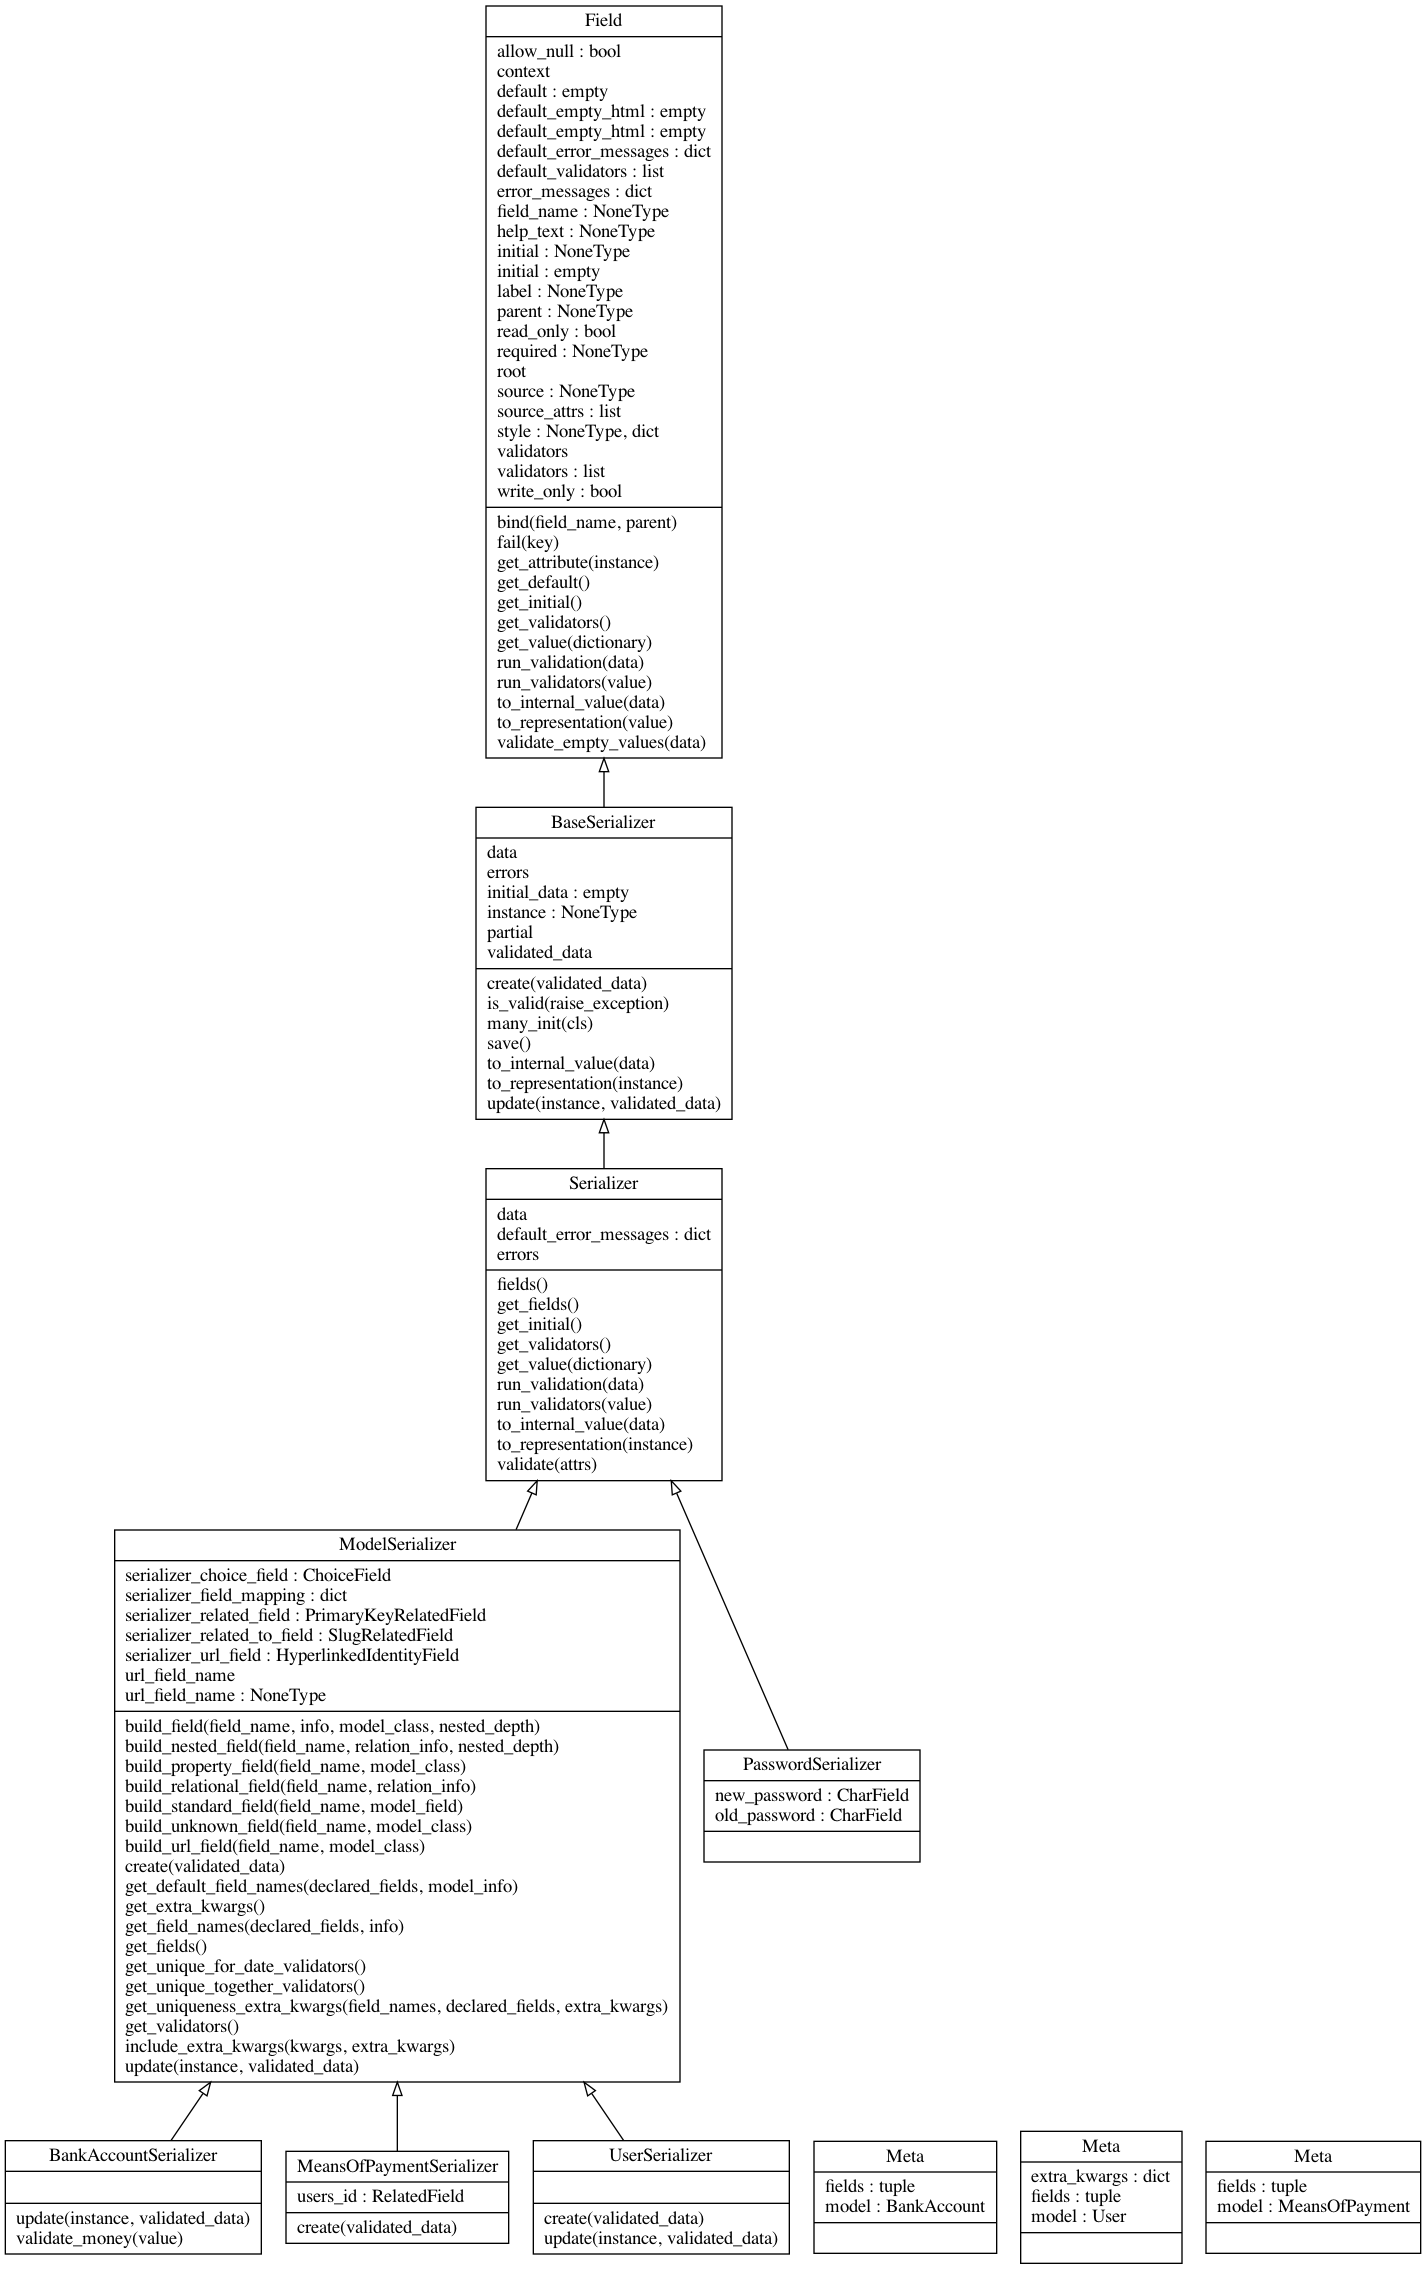 Field
allow_null : bool
context
default : empty
default_empty_html : empty
default_empty_html : empty
default_error_messages : dict
default_validators : list
error_messages : dict
field_name : NoneType
help_text : NoneType
initial : NoneType
initial : empty
label : NoneType
parent : NoneType
read_only : bool
required : NoneType
root
source : NoneType
source_attrs : list
style : NoneType, dict
validators
validators : list
write_only : bool
bind(field_name, parent)
fail(key)
get_attribute(instance)
get_default()
get_initial()
get_validators()
get_value(dictionary)
run_validation(data)
run_validators(value)
to_internal_value(data)
to_representation(value)
validate_empty_values(data)
BaseSerializer
data
errors
initial_data : empty
instance : NoneType
partial
validated_data
create(validated_data)
is_valid(raise_exception)
many_init(cls)
save()
to_internal_value(data)
to_representation(instance)
update(instance, validated_data)
Serializer
data
default_error_messages : dict
errors
fields()
get_fields()
get_initial()
get_validators()
get_value(dictionary)
run_validation(data)
run_validators(value)
to_internal_value(data)
to_representation(instance)
validate(attrs)
ModelSerializer
serializer_choice_field : ChoiceField
serializer_field_mapping : dict
serializer_related_field : PrimaryKeyRelatedField
serializer_related_to_field : SlugRelatedField
serializer_url_field : HyperlinkedIdentityField
url_field_name
url_field_name : NoneType
build_field(field_name, info, model_class, nested_depth)
build_nested_field(field_name, relation_info, nested_depth)
build_property_field(field_name, model_class)
build_relational_field(field_name, relation_info)
build_standard_field(field_name, model_field)
build_unknown_field(field_name, model_class)
build_url_field(field_name, model_class)
create(validated_data)
get_default_field_names(declared_fields, model_info)
get_extra_kwargs()
get_field_names(declared_fields, info)
get_fields()
get_unique_for_date_validators()
get_unique_together_validators()
get_uniqueness_extra_kwargs(field_names, declared_fields, extra_kwargs)
get_validators()
include_extra_kwargs(kwargs, extra_kwargs)
update(instance, validated_data)
PasswordSerializer
new_password : CharField
old_password : CharField
BankAccountSerializer
update(instance, validated_data)
validate_money(value)
MeansOfPaymentSerializer
users_id : RelatedField
create(validated_data)
UserSerializer
create(validated_data)
update(instance, validated_data)
Meta
fields : tuple
model : BankAccount
Meta
extra_kwargs : dict
fields : tuple
model : User
Meta
fields : tuple
model : MeansOfPayment